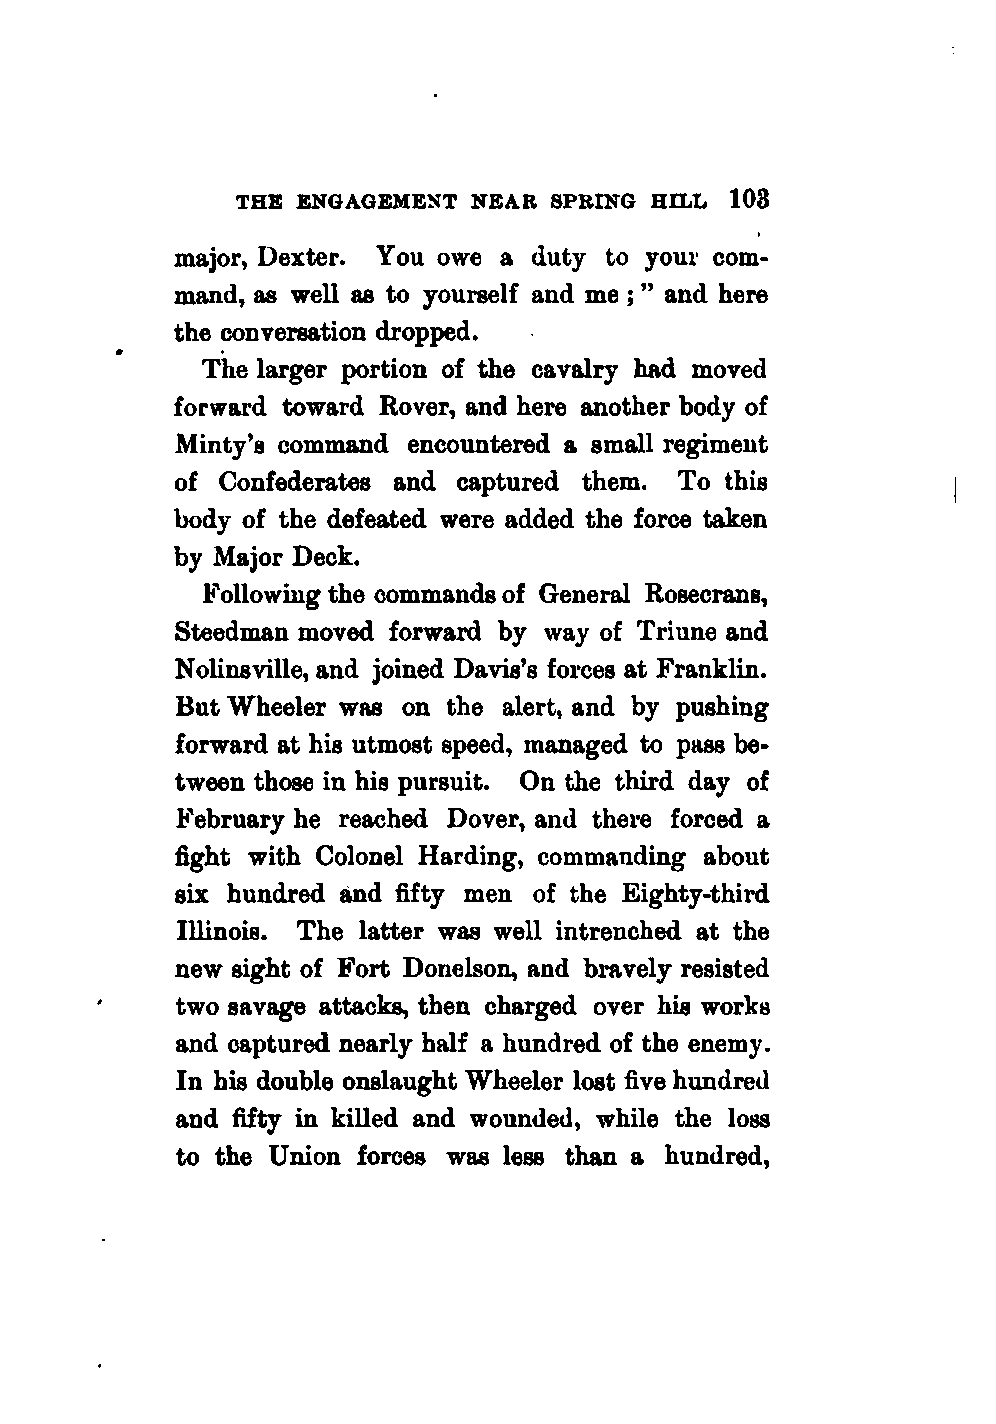 THE ENGAGEMENT NEAR SPRING HILL 103
major, Dexter. You owe a duty to your com-
mand, as well as to yourself and me ; ” and here
the conversation dropped.
The larger portion of the cavalry had moved
forward toward Rover, and here another body of
Minty’s command encountered a small regiment
of Confederates and captured them. To this
body of the defeated were added the force taken
by Major Deck.
Following the commands of General Rosecrans,
Steedman moved forward by way of Triune and
Nolinsville, and joined Davis’s forces at Franklin.
But Wheeler was on the alert, and by pushing
forward at his utmost speed, managed to pass be-
tween those in his pursuit. On the third day of
February he reached Dover, and there forced a
fight with Colonel Harding, commanding about
six hundred and fifty men of the Eighty-third
Illinois. The latter was well intrenched at the
new sight of Fort Donelson, and bravely resisted
two savage attacks, then charged over his works
and captured nearly half a hundred of the enemy.
In his double onslaught Wheeler lost five hundred
and fifty in killed and wounded, while the loss
to the Union forces was less than a hundred,